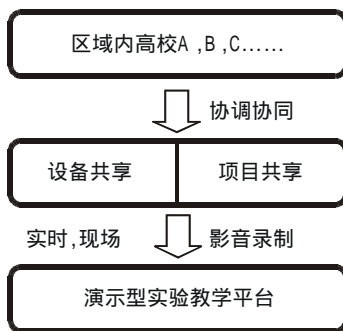 区域内高校A ,B ,C……
协调协同
设备共享 项目共享
实时,现场 影音录制
演示型实验教学平台